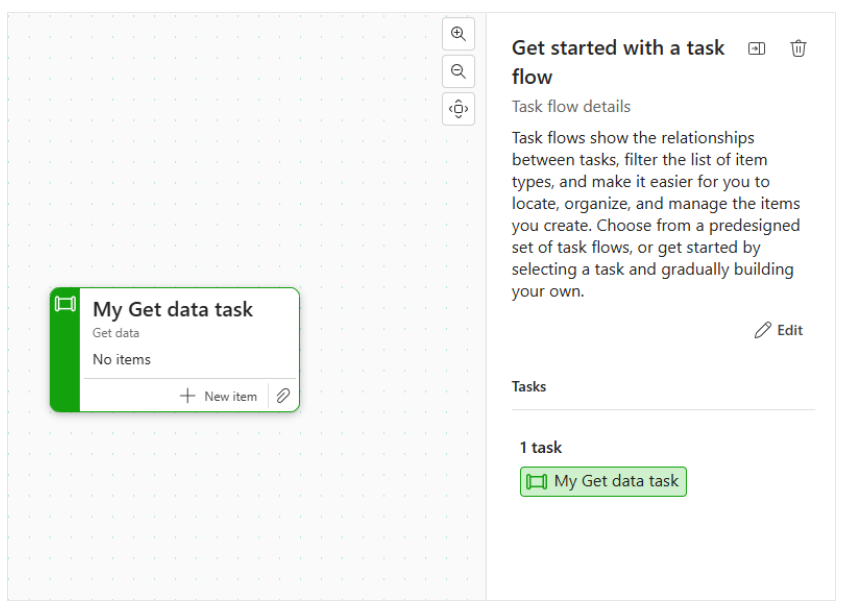 My Get data task
Get data
No items
New item
Get started with a task
flow
Task flow details
Task flows show the relationships
between tasks, filter the list of item
types, and make it easier for you to
locate, organize, and manage the items
you create. Choose from a predesigned
set of task flows, or get started by
selecting a task and gradually building
your own.
Edit
Tasks
1 task
My Get data task